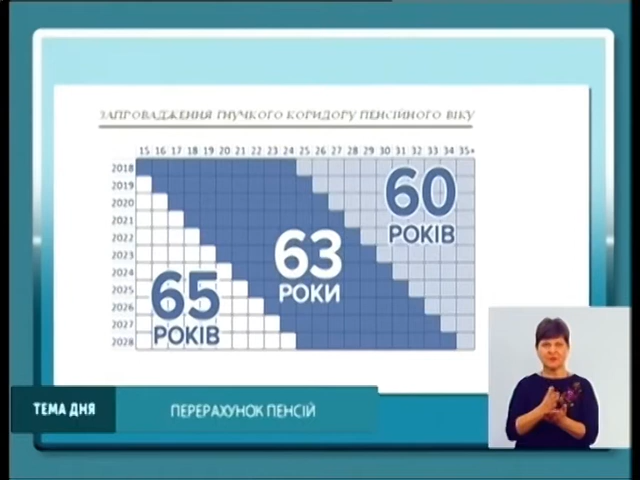 ЗАПРОВАДЖЕННЯ ГНУЧКОГО КОРИДОРУ ПЕНСІЙНОГО ВІКУ
15 16 17 18 19 20 21 22 23 24 25 26 27 28 29 30 31 32 33 34 35+
2018
2019
2020
2021
2022
2023
2024
2025
2026
2027
2028
60
РОКІВ
63
РОКИ
65
РОКІВ
ТЕМА ДНЯ
ПЕРЕРАХУНОК ПЕНСІЙ